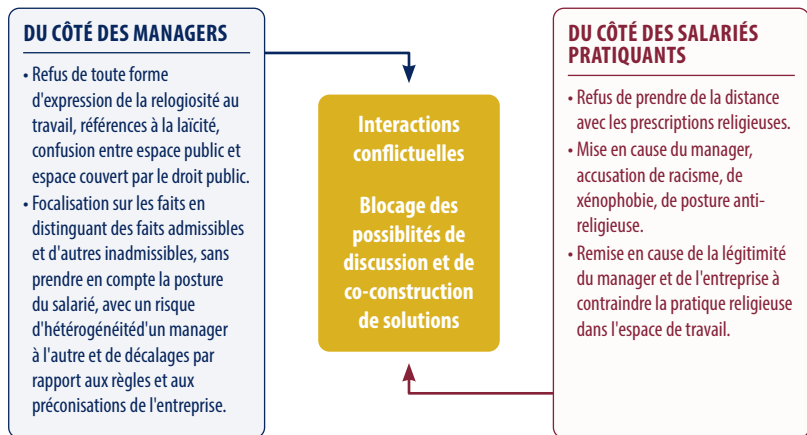 DU CÔTÉ DES MANAGERS
• Refus de toute forme
d'expression de la relogiosité au
travail, références à la laïcité,
confusion entre espace public et
espace couvert par le droit public.
• Focalisation sur les faits en
distinguant des faits admissibles
et d'autres inadmissibles, sans
prendre en compte la posture
du salarié, avec un risque
d'hétérogénéitéd'un manager
à l'autre et de décalages par
rapport aux règles et aux
préconisations de l'entreprise.
Interactions
conflictuelles
Blocage des
possiblités de
discussion et de
co-construction
de solutions
DU CÔTÉ DES SALARIÉS
PRATIQUANTS
• Refus de prendre de la distance
avec les prescriptions religieuses.
• Mise en cause du manager,
accusation de racisme, de
xénophobie, de posture anti-
religieuse.
• Remise en cause de la légitimité
du manager et de l'entreprise à
contraindre la pratique religieuse
dans l'espace de travail.